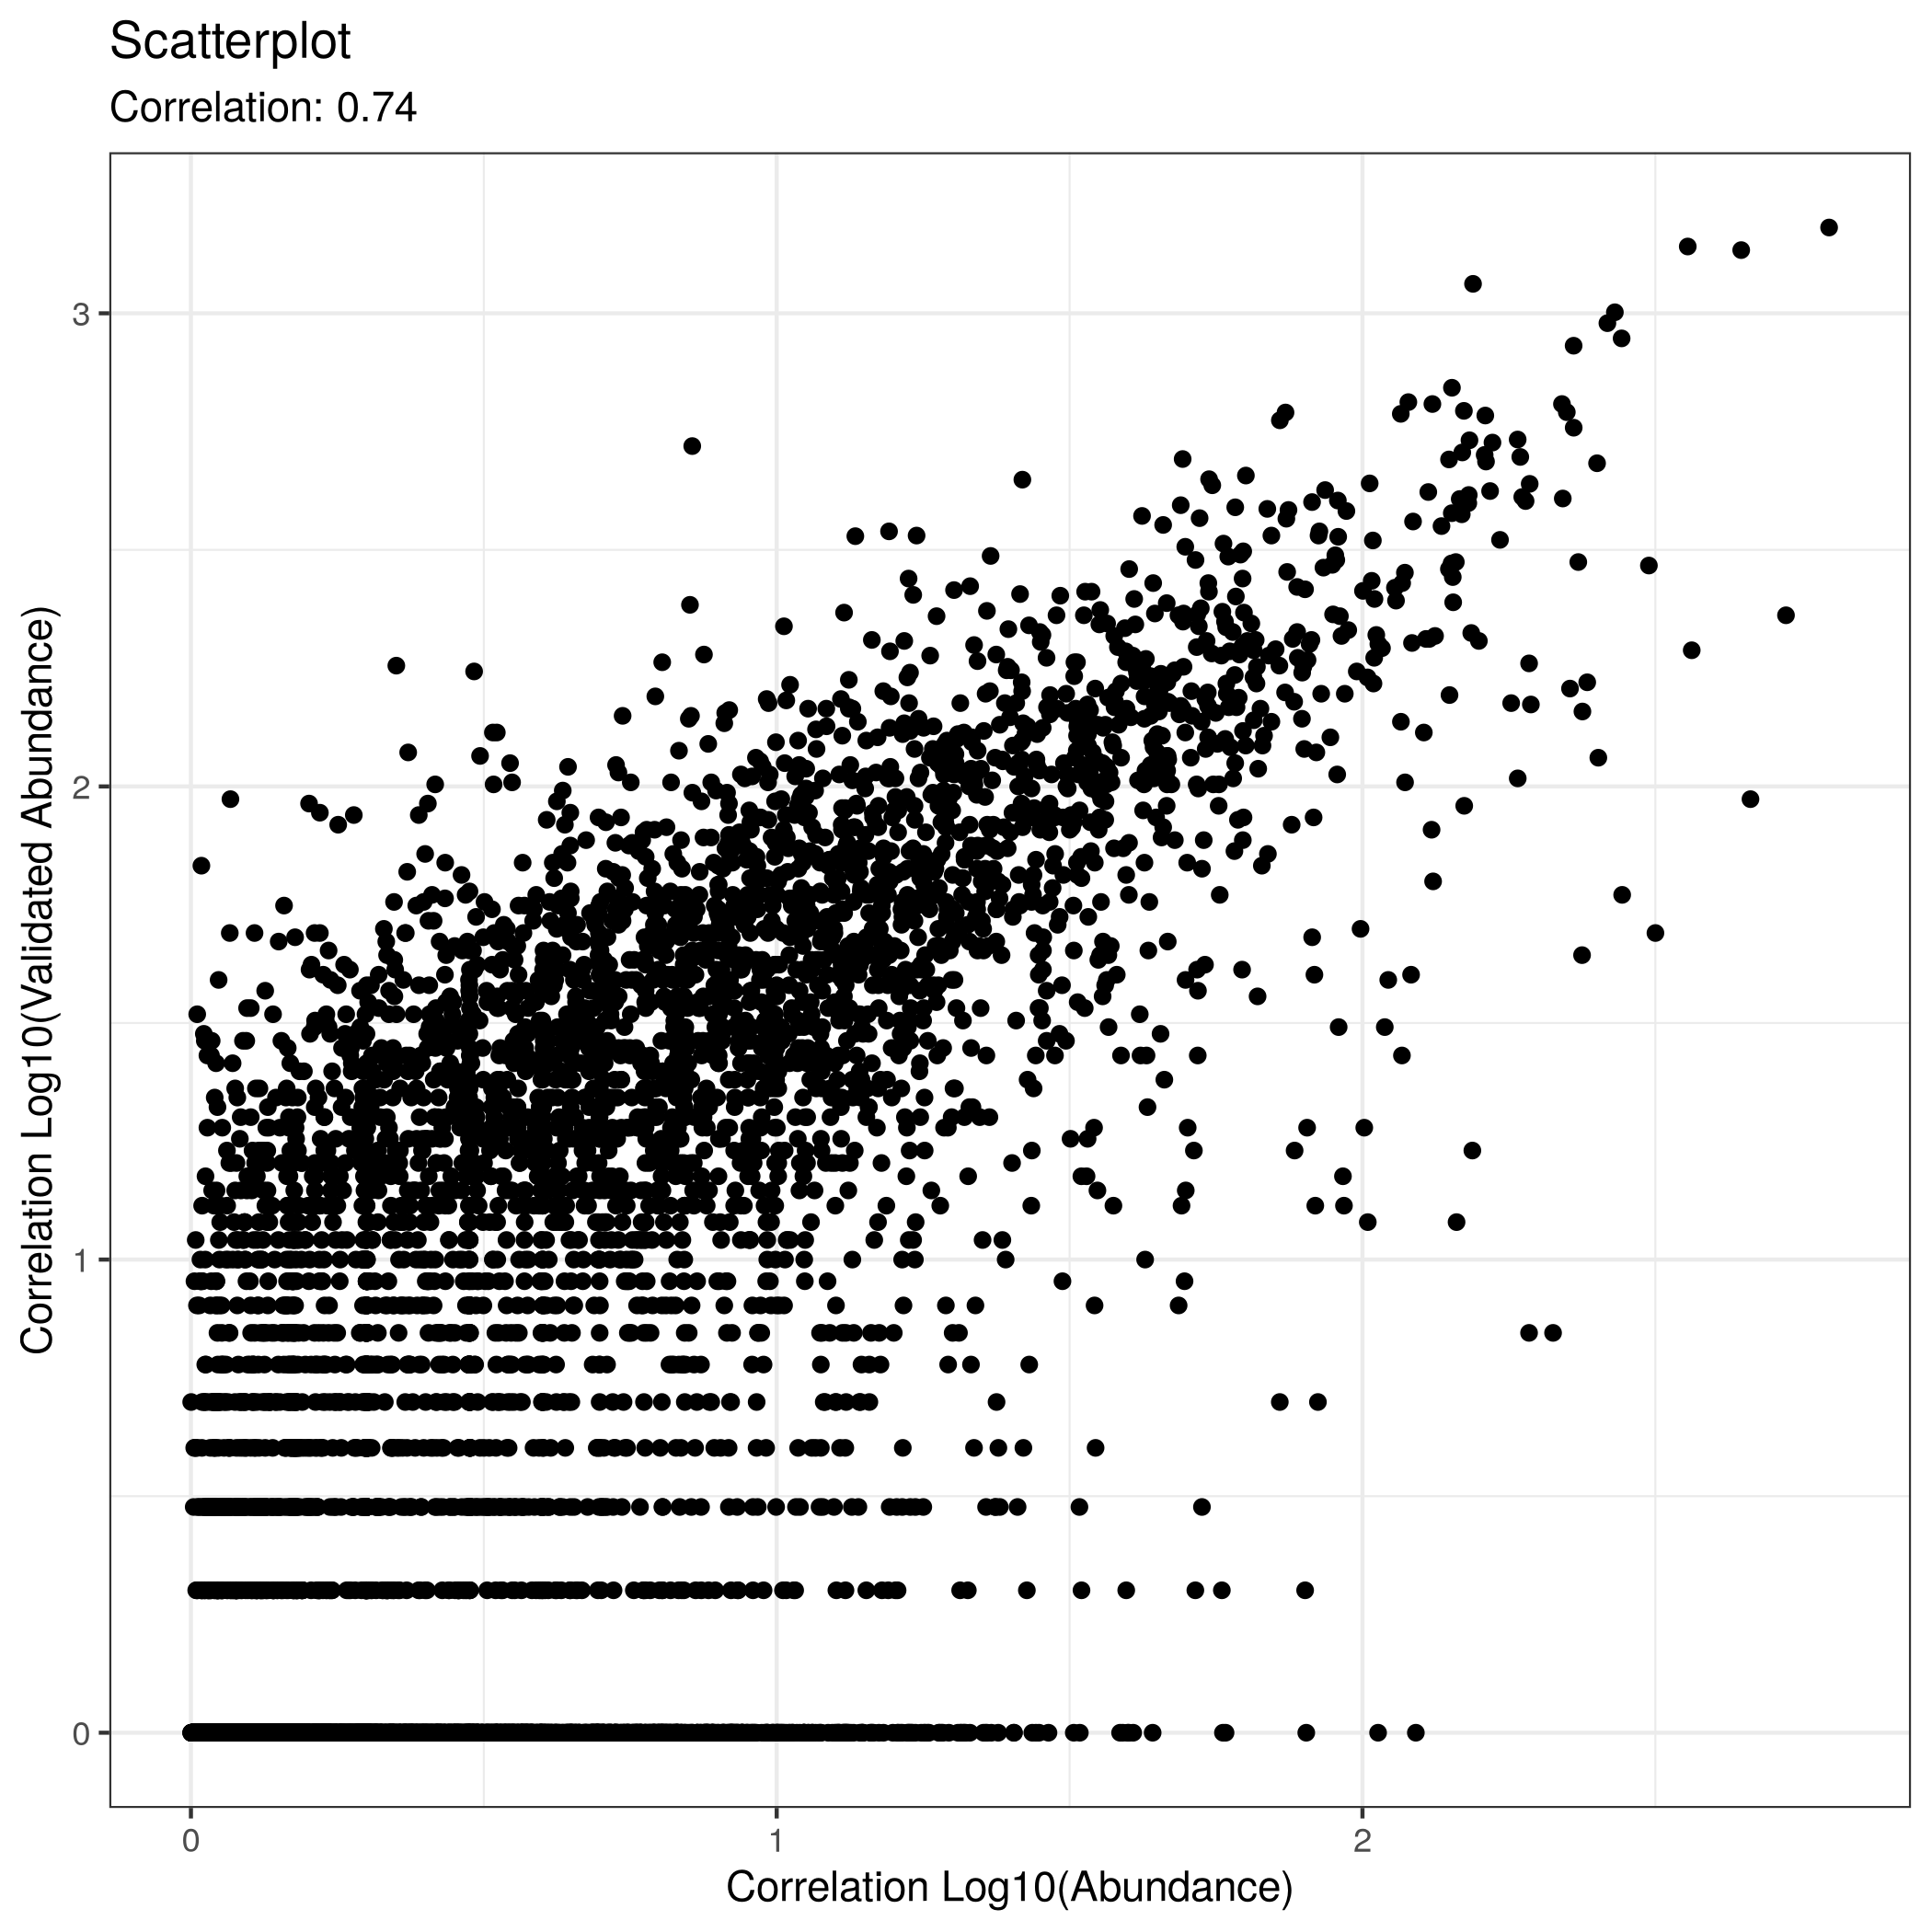 Scatterplot
Correlation: 0.74
Correlation Log10(Validated Abundance)
3
2
1
0
0
1
2
Correlation Log10(Abundance)